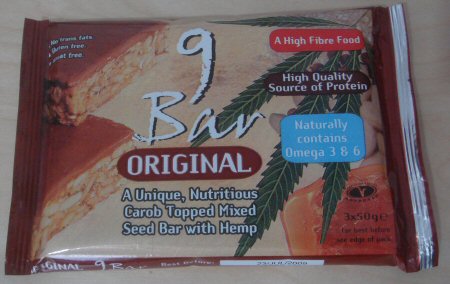 No trans fats
Gluten free
Wheat free
9
Bar
ORIGINAL
A Unique, Nutritious
Carob Topped Mixed
Seed Bar with Hemp
A High Fibre Food
High Quality
Source of Protein
Naturally
contains
Omega 3 & 6
3x50g e
for best before
see edge of pack
ORIGINAL 9 Bar Best Before: